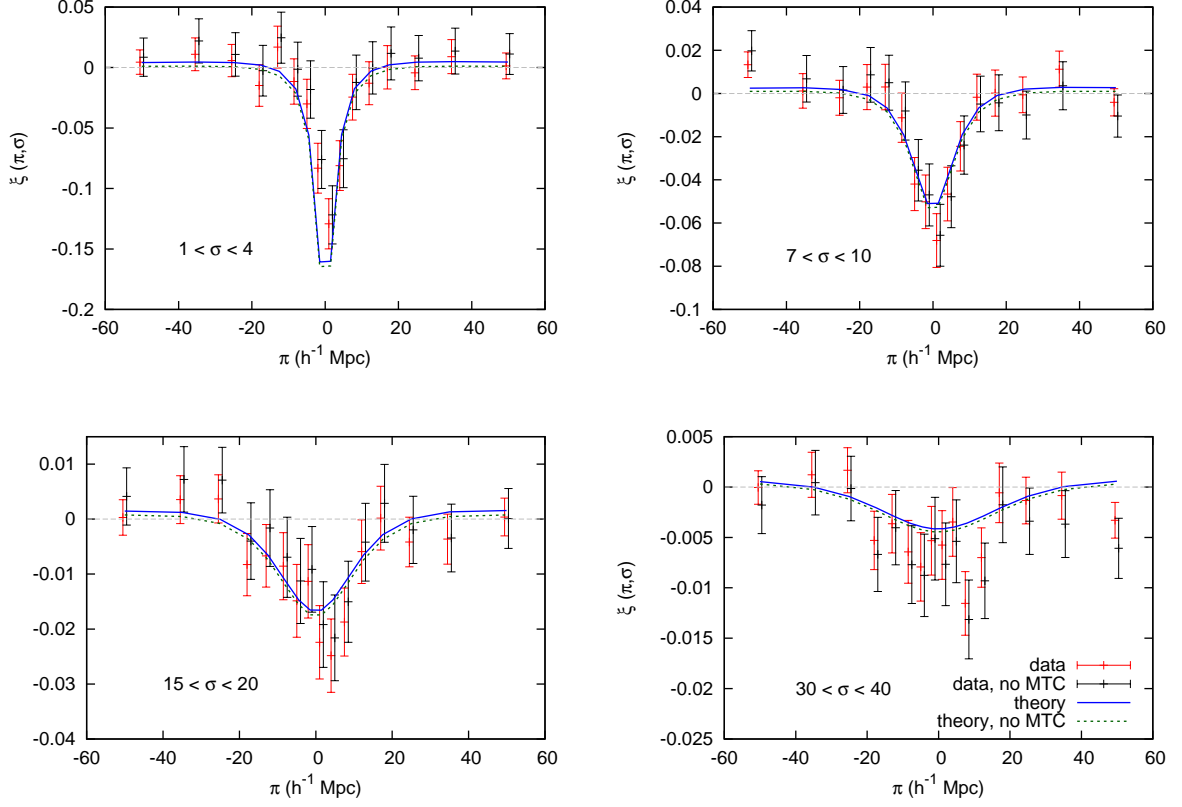 0.05
0
-0.05
-0.1
-0.15
-0.2
-60 -40 -20 0 20 40 60
ξ (π,σ)
π (h⁻¹ Mpc)
1 < σ < 4
0.04
0.02
0
-0.02
-0.04
-0.06
-0.08
-0.1
-60 -40 -20 0 20 40 60
ξ (π,σ)
π (h⁻¹ Mpc)
7 < σ < 10
0.01
0
-0.01
-0.02
-0.03
-0.04
-60 -40 -20 0 20 40 60
ξ (π,σ)
π (h⁻¹ Mpc)
15 < σ < 20
0.005
0
-0.005
-0.01
-0.015
-0.02
-0.025
-60 -40 -20 0 20 40 60
ξ (π,σ)
π (h⁻¹ Mpc)
30 < σ < 40
data
data, no MTC
theory
theory, no MTC